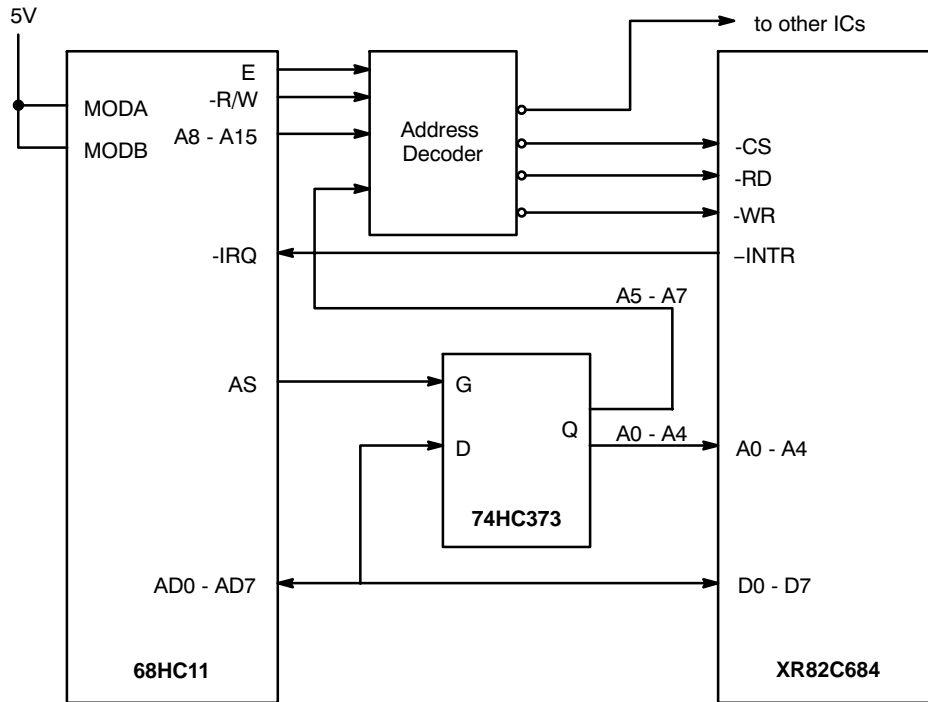 5V
to other ICs
E
-R/W
MODA
A8 - A15
MODB
Address
Decoder
-CS
-RD
-WR
-IRQ
–INTR
A5 - A7
AS
G
Q
A0 - A4
D
A0 - A4
74HC373
AD0 - AD7
D0 - D7
68HC11
XR82C684